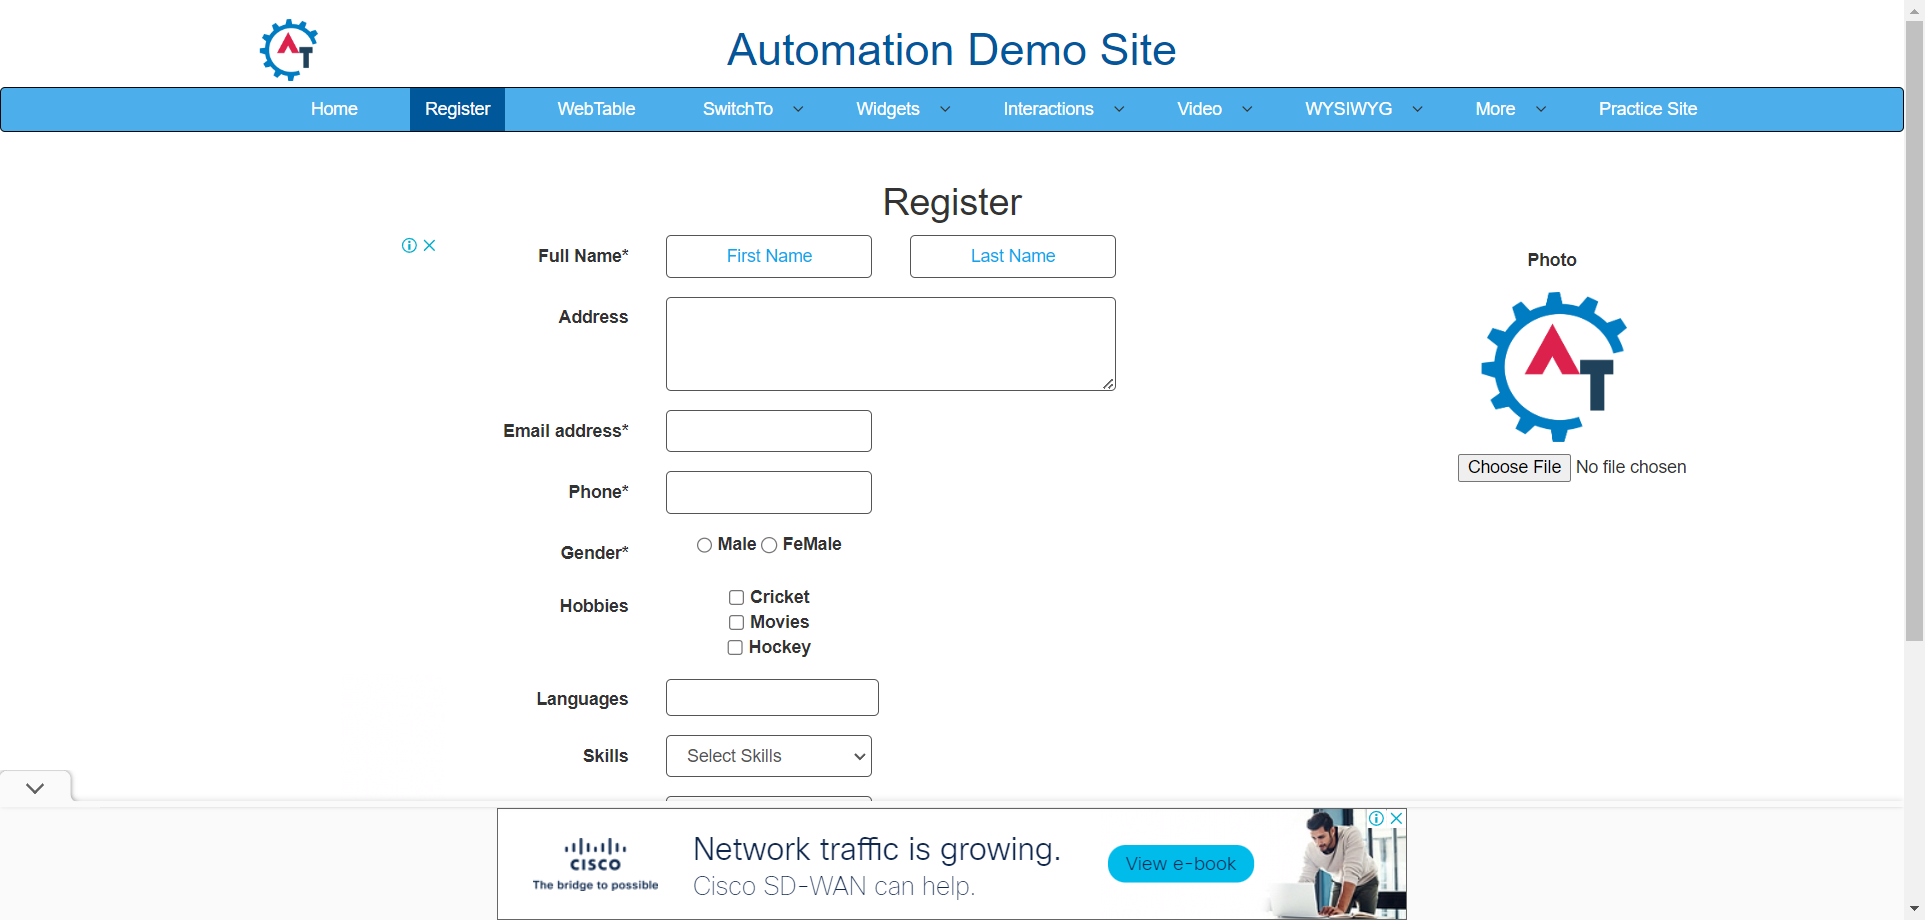 AT
Automation Demo Site
Home Register WebTable SwitchTo Widgets Interactions Video WYSIWYG More Practice Site
Register
Full Name* First Name Last Name
Photo
Address
AT
Email address*
Choose File No file chosen
Phone*
Gender* Male FeMale
Hobbies Cricket
Movies
Hockey
Languages
Skills Select Skills
CISCO
The bridge to possible
Network traffic is growing.
Cisco SD-WAN can help.
View e-book